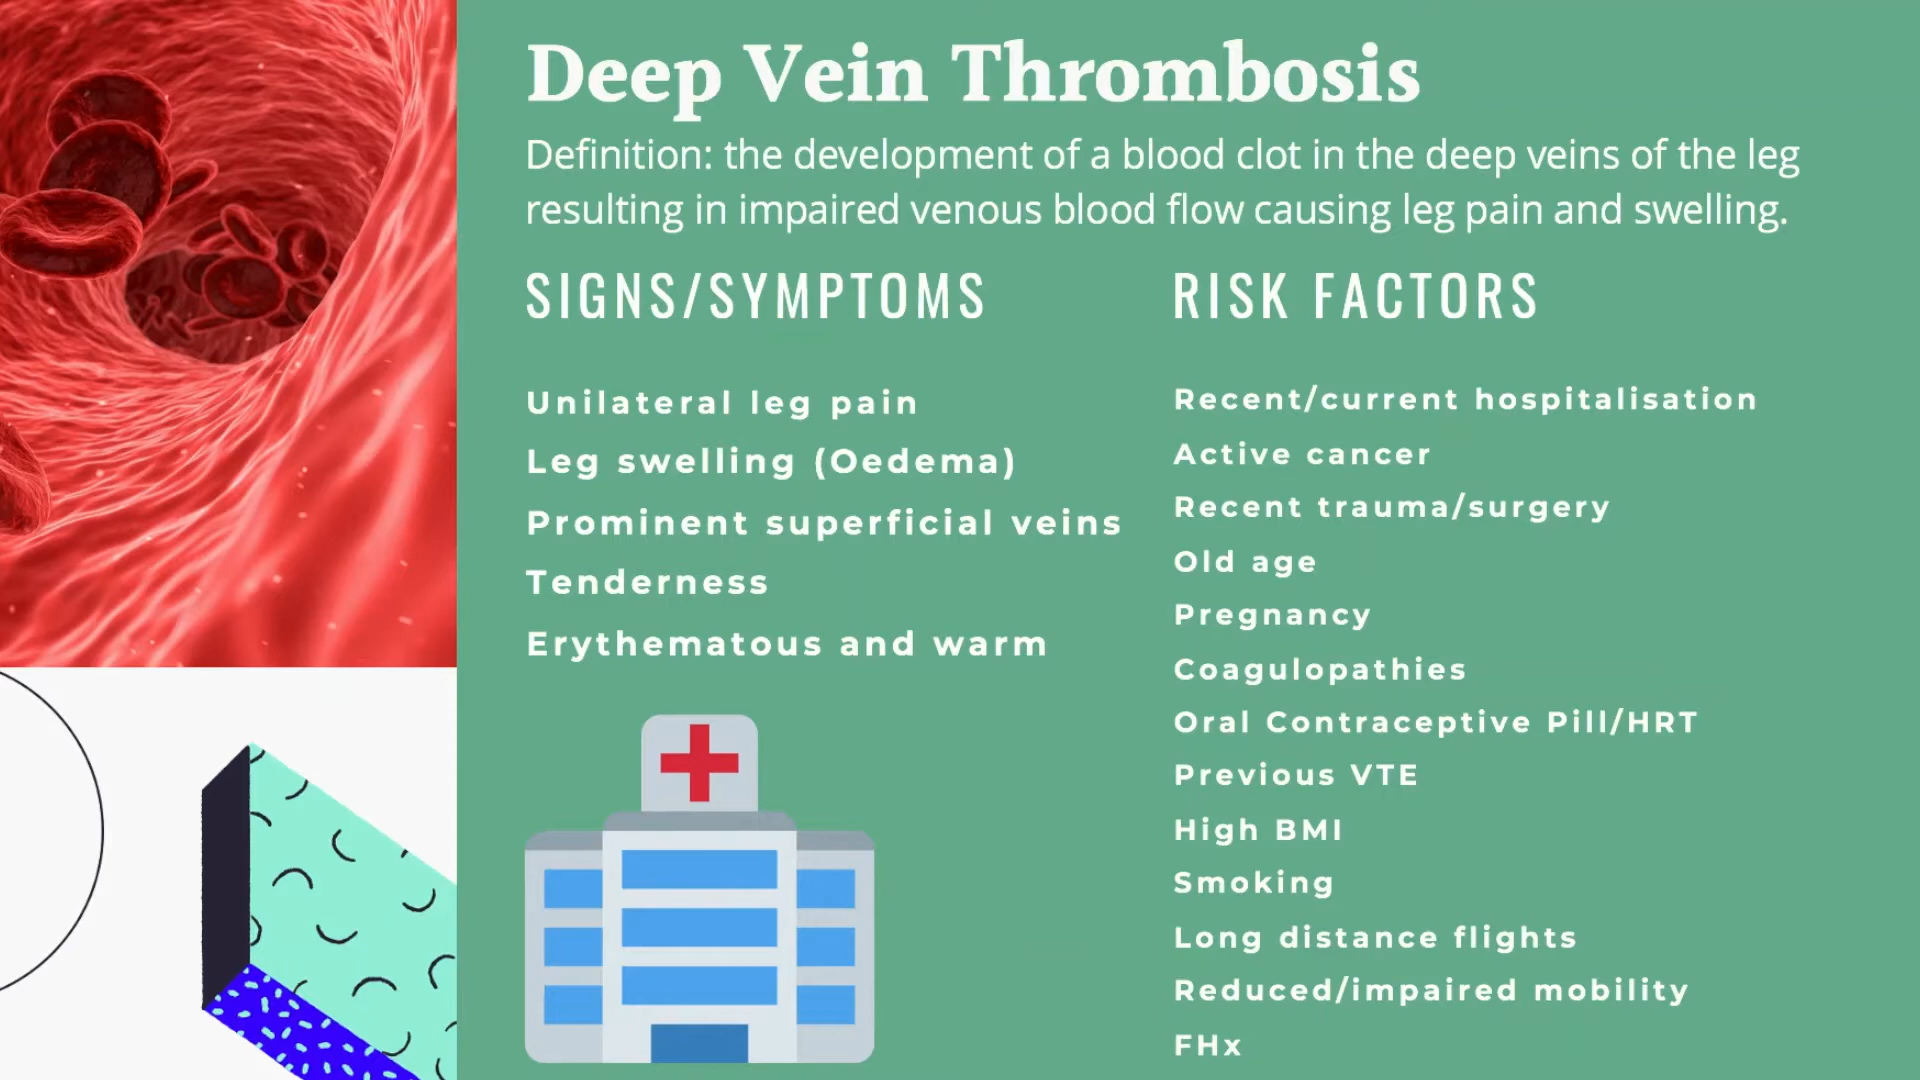 Deep Vein Thrombosis
Definition: the development of a blood clot in the deep veins of the leg
resulting in impaired venous blood flow causing leg pain and swelling.
SIGNS/SYMPTOMS
Unilateral leg pain
Leg swelling (Oedema)
Prominent superficial veins
Tenderness
Erythematous and warm
RISK FACTORS
Recent/current hospitalisation
Active cancer
Recent trauma/surgery
Old age
Pregnancy
Coagulopathies
Oral Contraceptive Pill/HRT
Previous VTE
High BMI
Smoking
Long distance flights
Reduced/impaired mobility
FHx